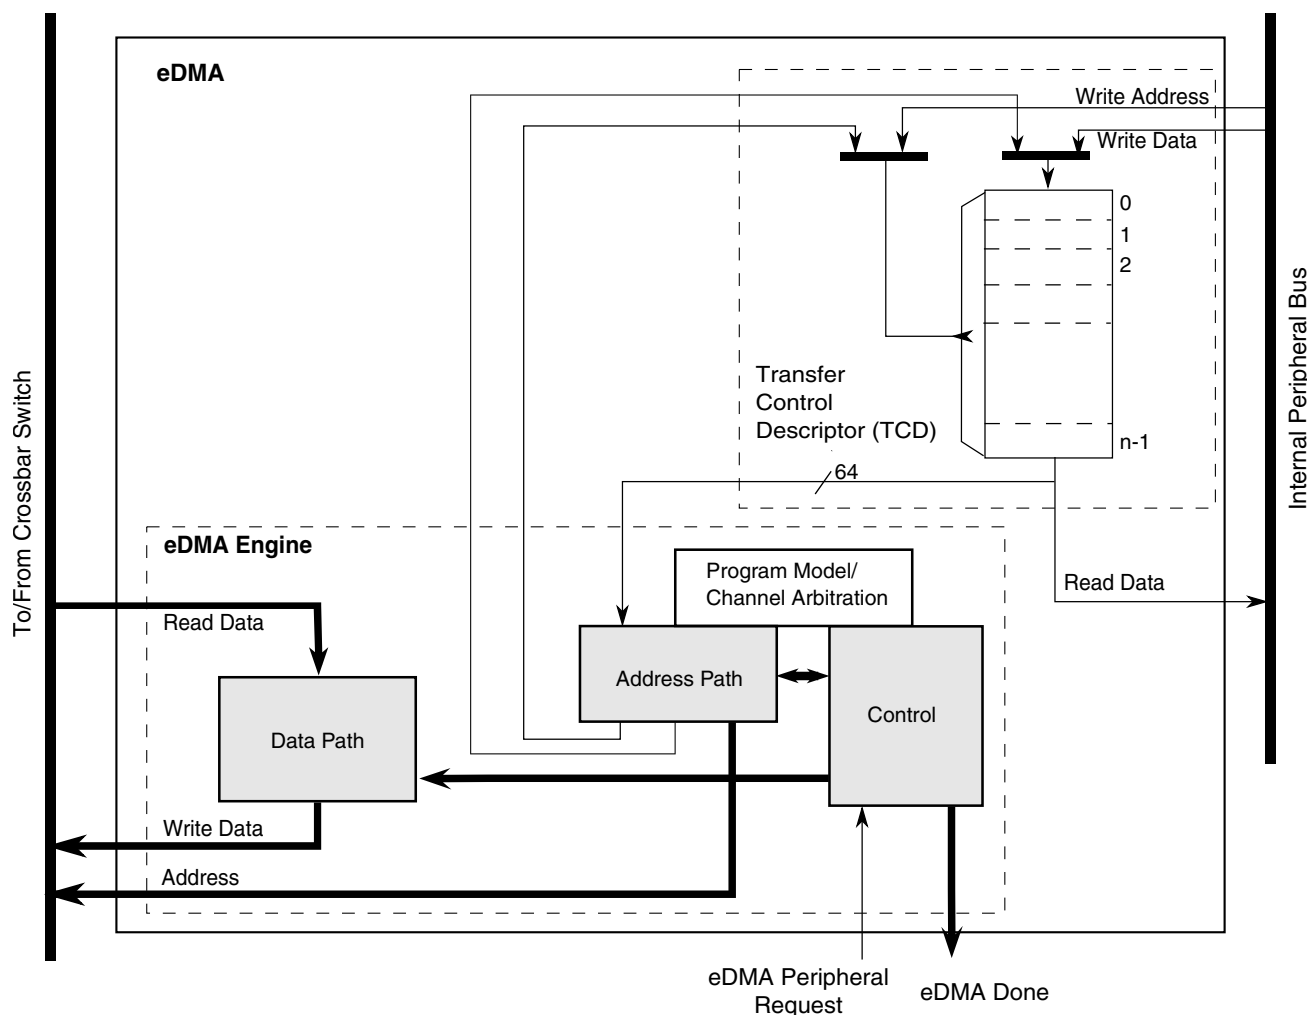 eDMA
Write Address
Write Data
0
1
2
n-1
Transfer
Control
Descriptor (TCD)
64
Internal Peripheral Bus
To/From Crossbar Switch
eDMA Engine
Program Model/
Channel Arbitration
Read Data
Read Data
Address Path
Control
Data Path
Write Data
Address
eDMA Peripheral
Request
eDMA Done